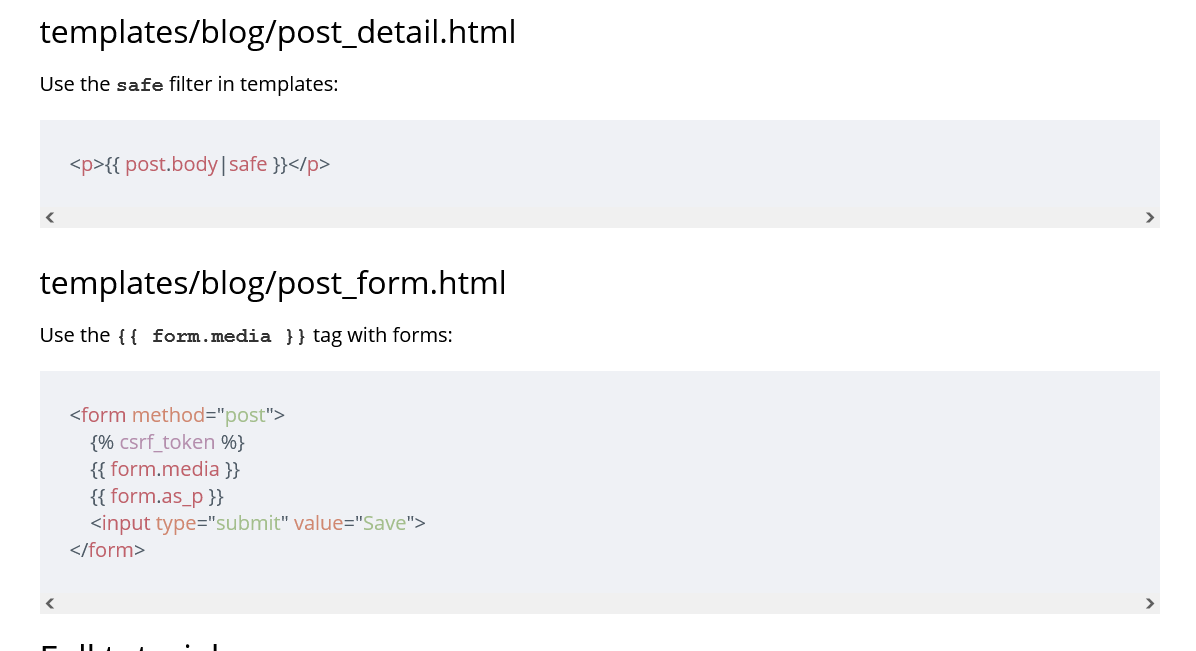 templates/blog/post_detail.html
Use the safe filter in templates:
<p>{{ post.body|safe }}</p>
templates/blog/post_form.html
Use the {{ form.media }} tag with forms:
<form method="post">
    {% csrf_token %}
    {{ form.media }}
    {{ form.as_p }}
    <input type="submit" value="Save">
</form>